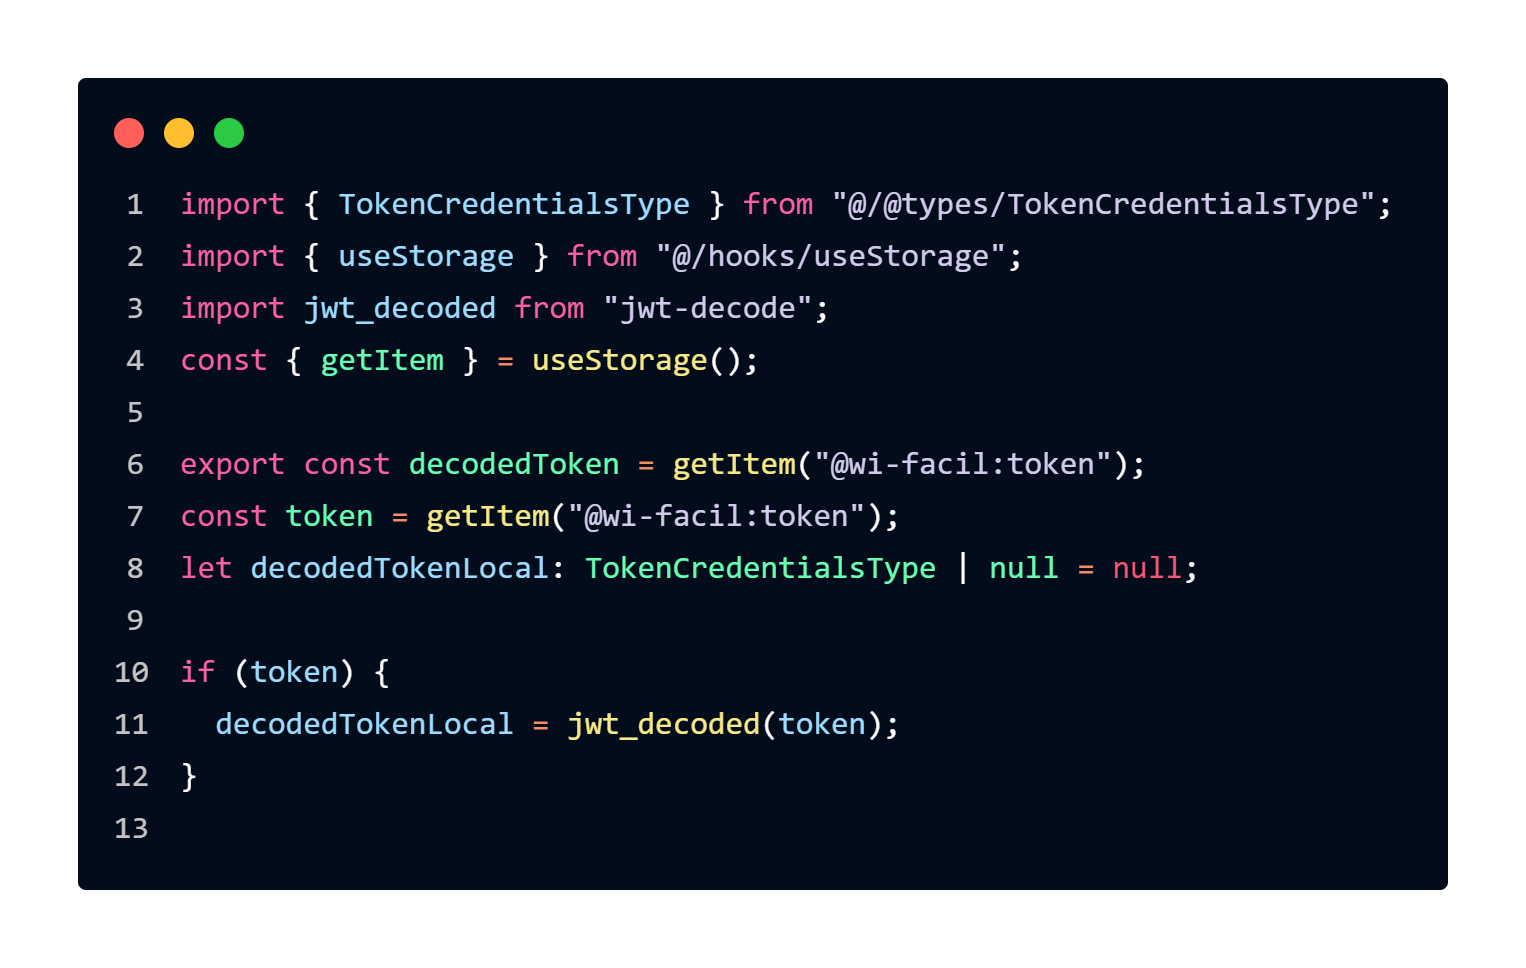 1 import { TokenCredentialsType } from "@/@types/TokenCredentialsType";
2 import { useStorage } from "@/hooks/useStorage";
3 import jwt_decoded from "jwt-decode";
4 const { getItem } = useStorage();
5
6 export const decodedToken = getItem("@wi-facil:token");
7 const token = getItem("@wi-facil:token");
8 let decodedTokenLocal: TokenCredentialsType | null = null;
9
10 if (token) {
11   decodedTokenLocal = jwt_decoded(token);
12 }
13